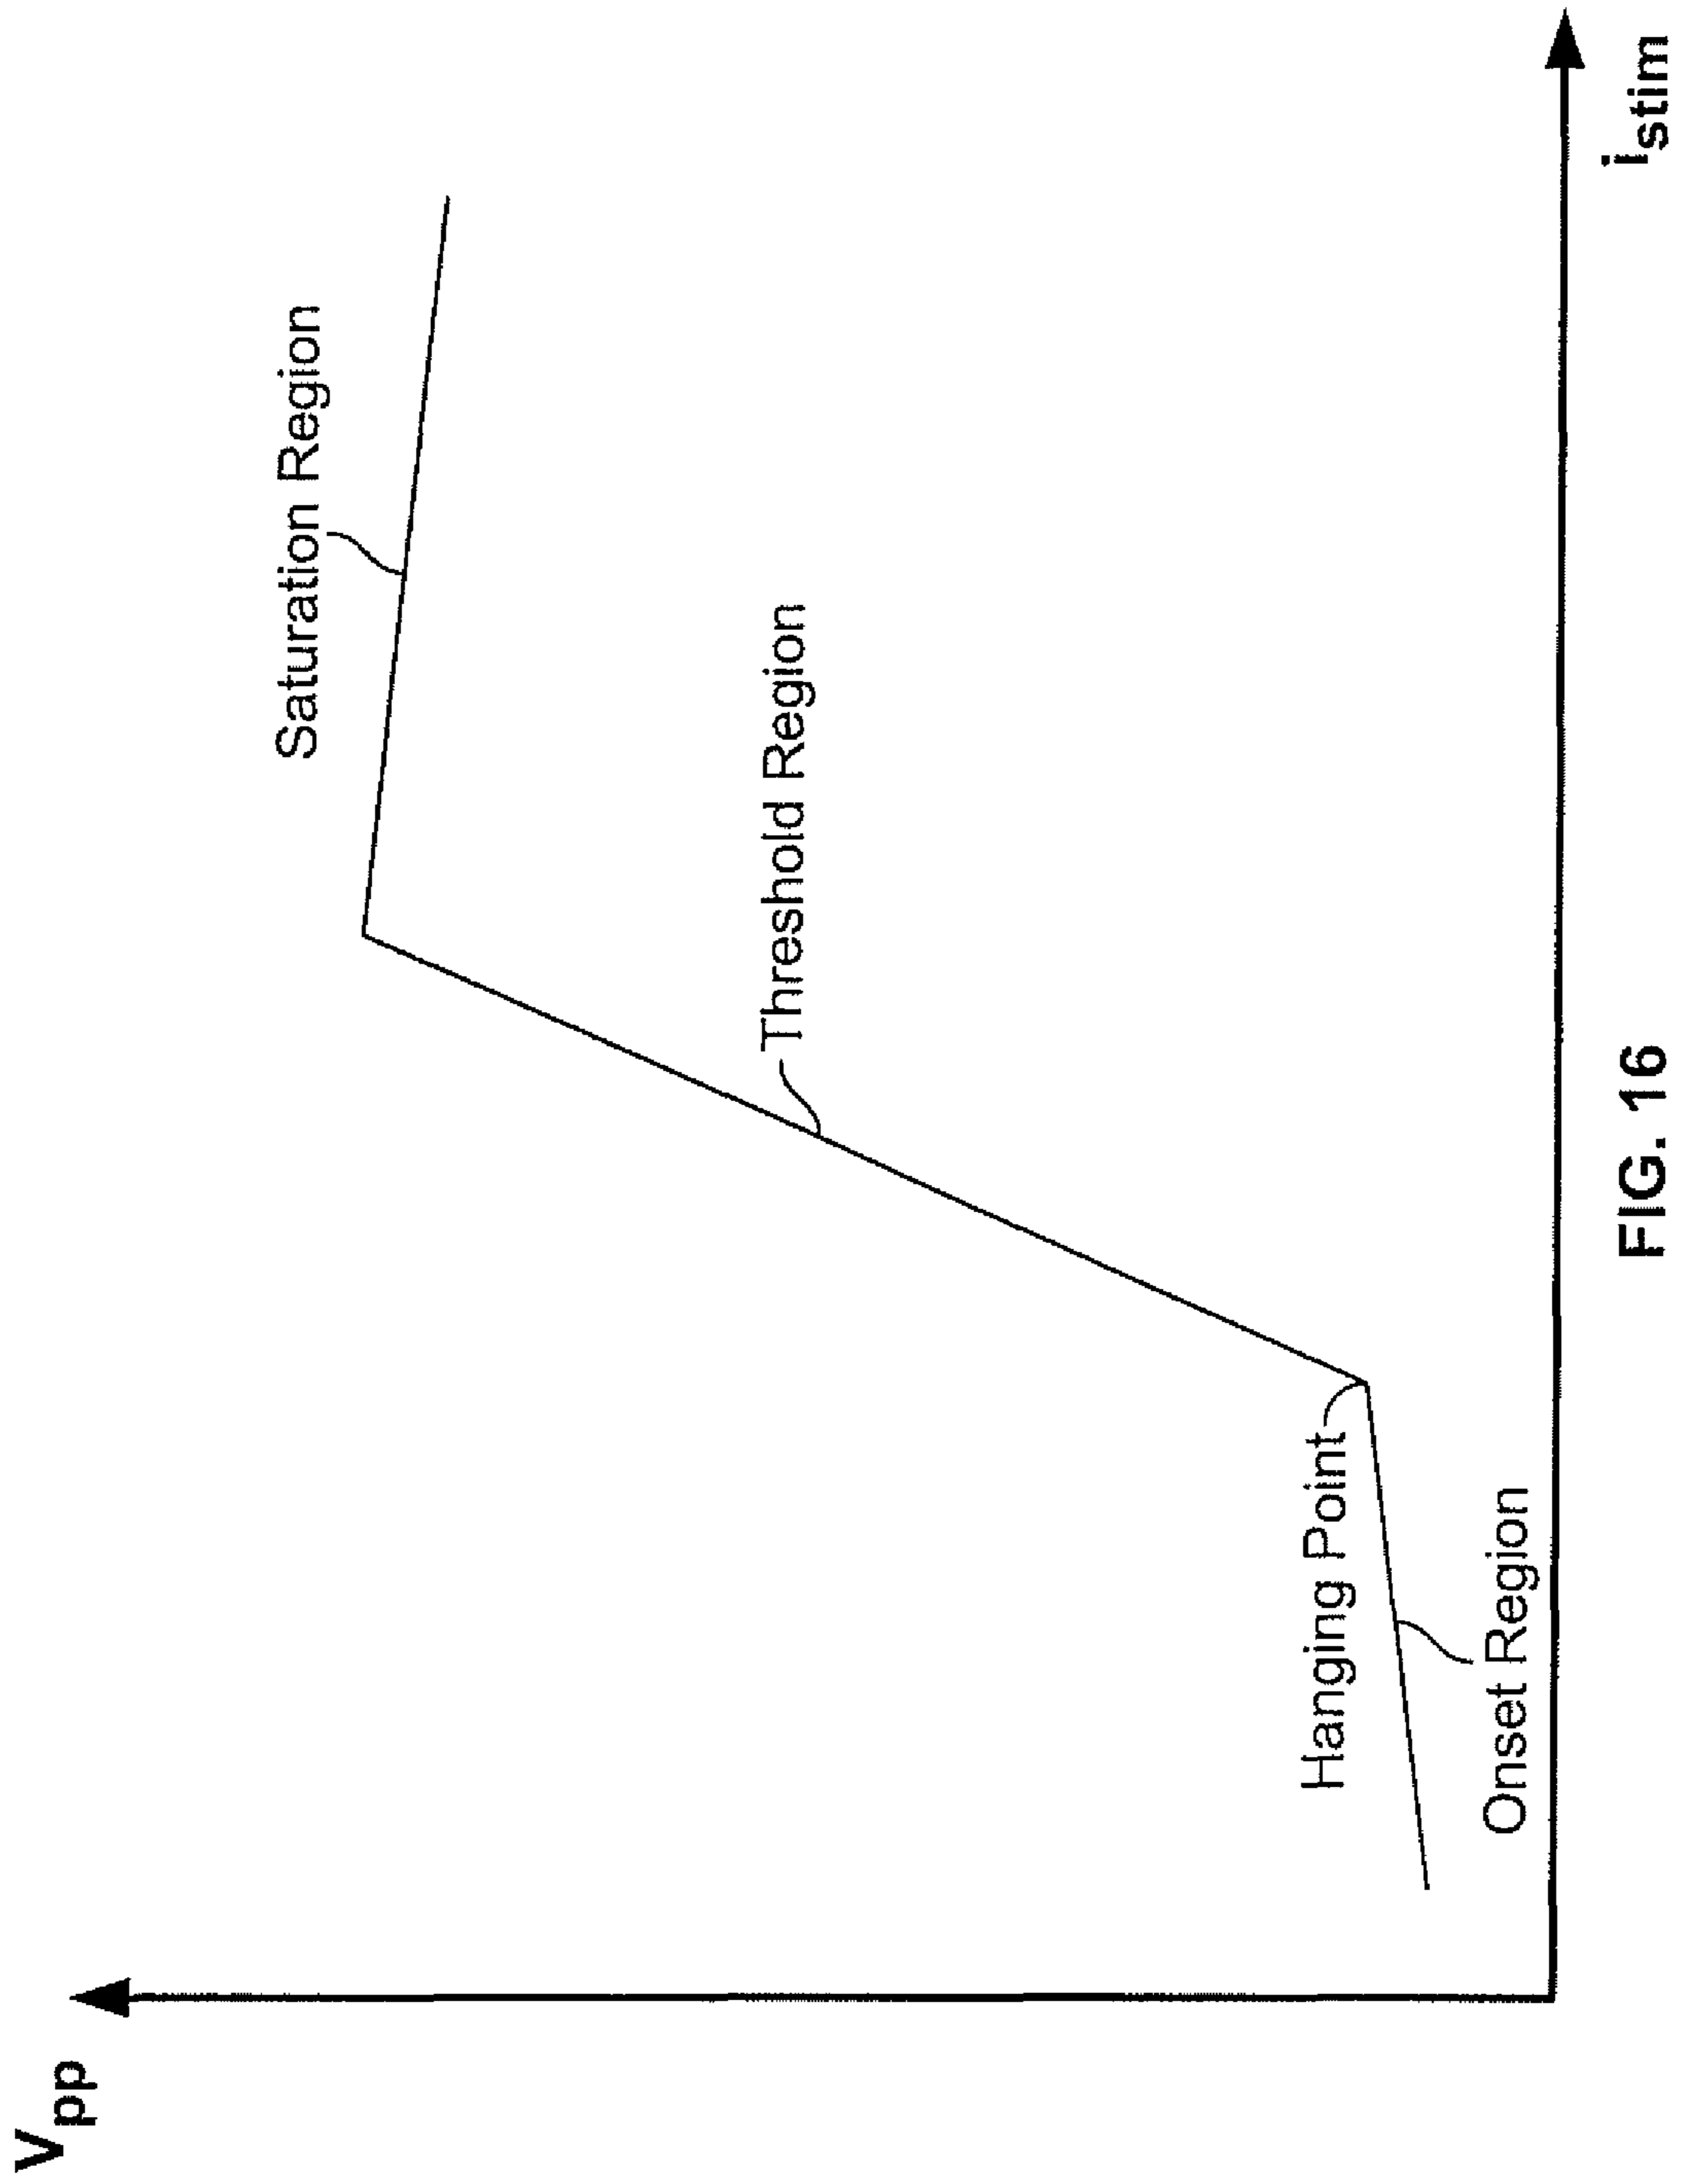 Vpp
Saturation Region
Threshold Region
Hanging Point
Onset Region
istim
FIG. 16